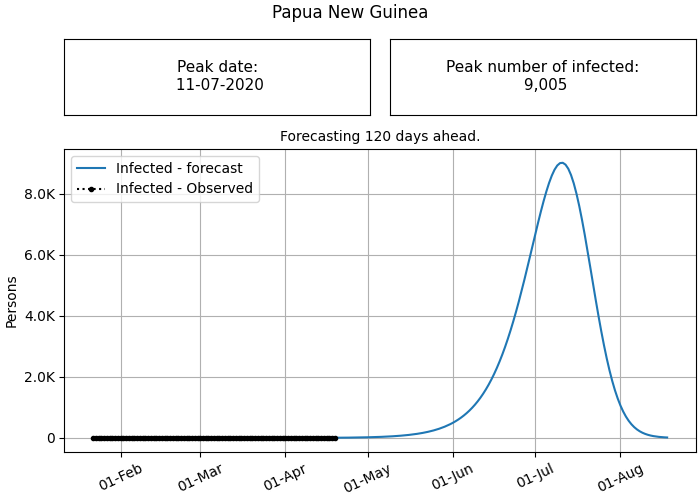 Papua New Guinea
Peak date:
11-07-2020
Peak number of infected:
9,005
Forecasting 120 days ahead.
Infected - forecast
Infected - Observed
8.0K
6.0K
4.0K
2.0K
0
Persons
01-Feb
01-Mar
01-Apr
01-May
01-Jun
01-Jul
01-Aug